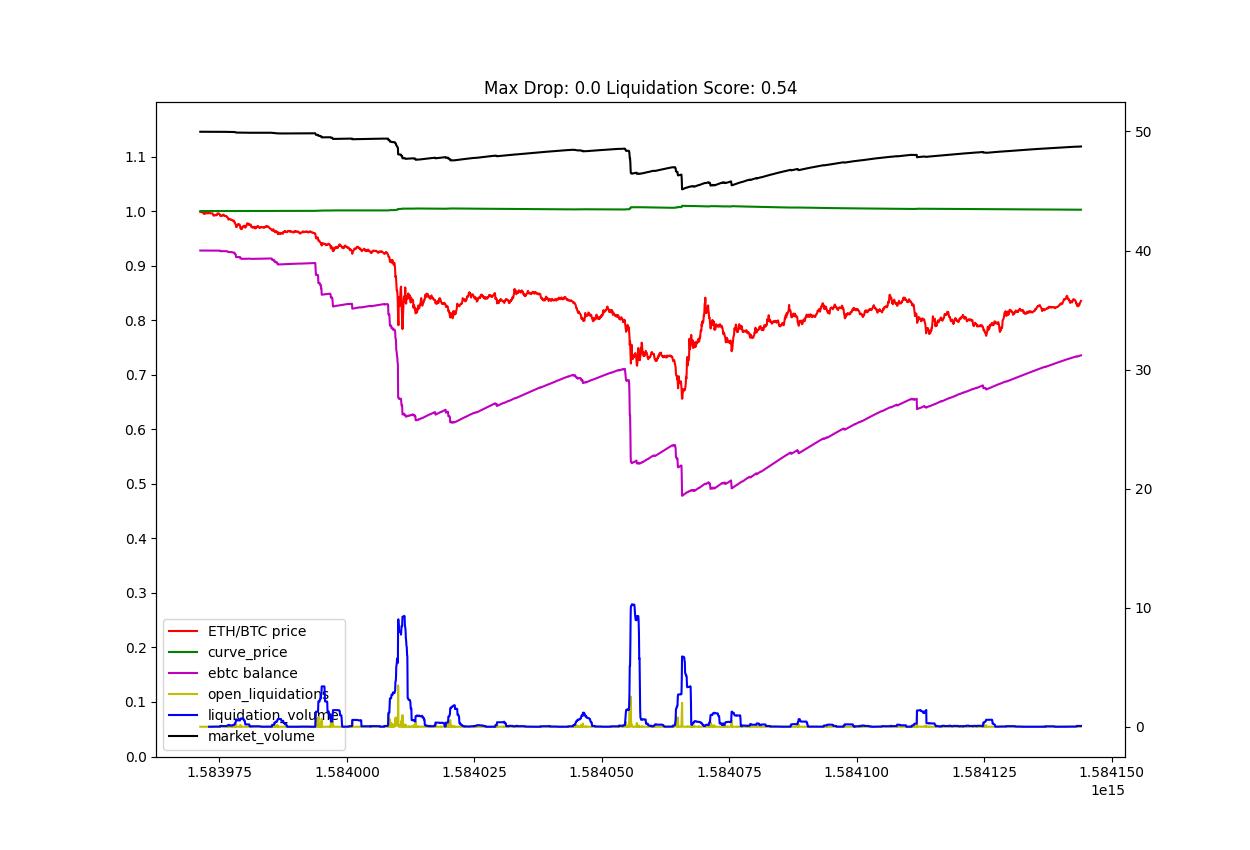 Max Drop: 0.0 Liquidation Score: 0.54
1.1
1.0
0.9
0.8
0.7
0.6
0.5
0.4
0.3
0.2
0.1
0.0
50
40
30
20
10
0
ETH/BTC price
curve_price
ebtc balance
open_liquidations
liquidation_volume
market_volume
1.583975 1.584000 1.584025 1.584050 1.584075 1.584100 1.584125 1.584150
1e15